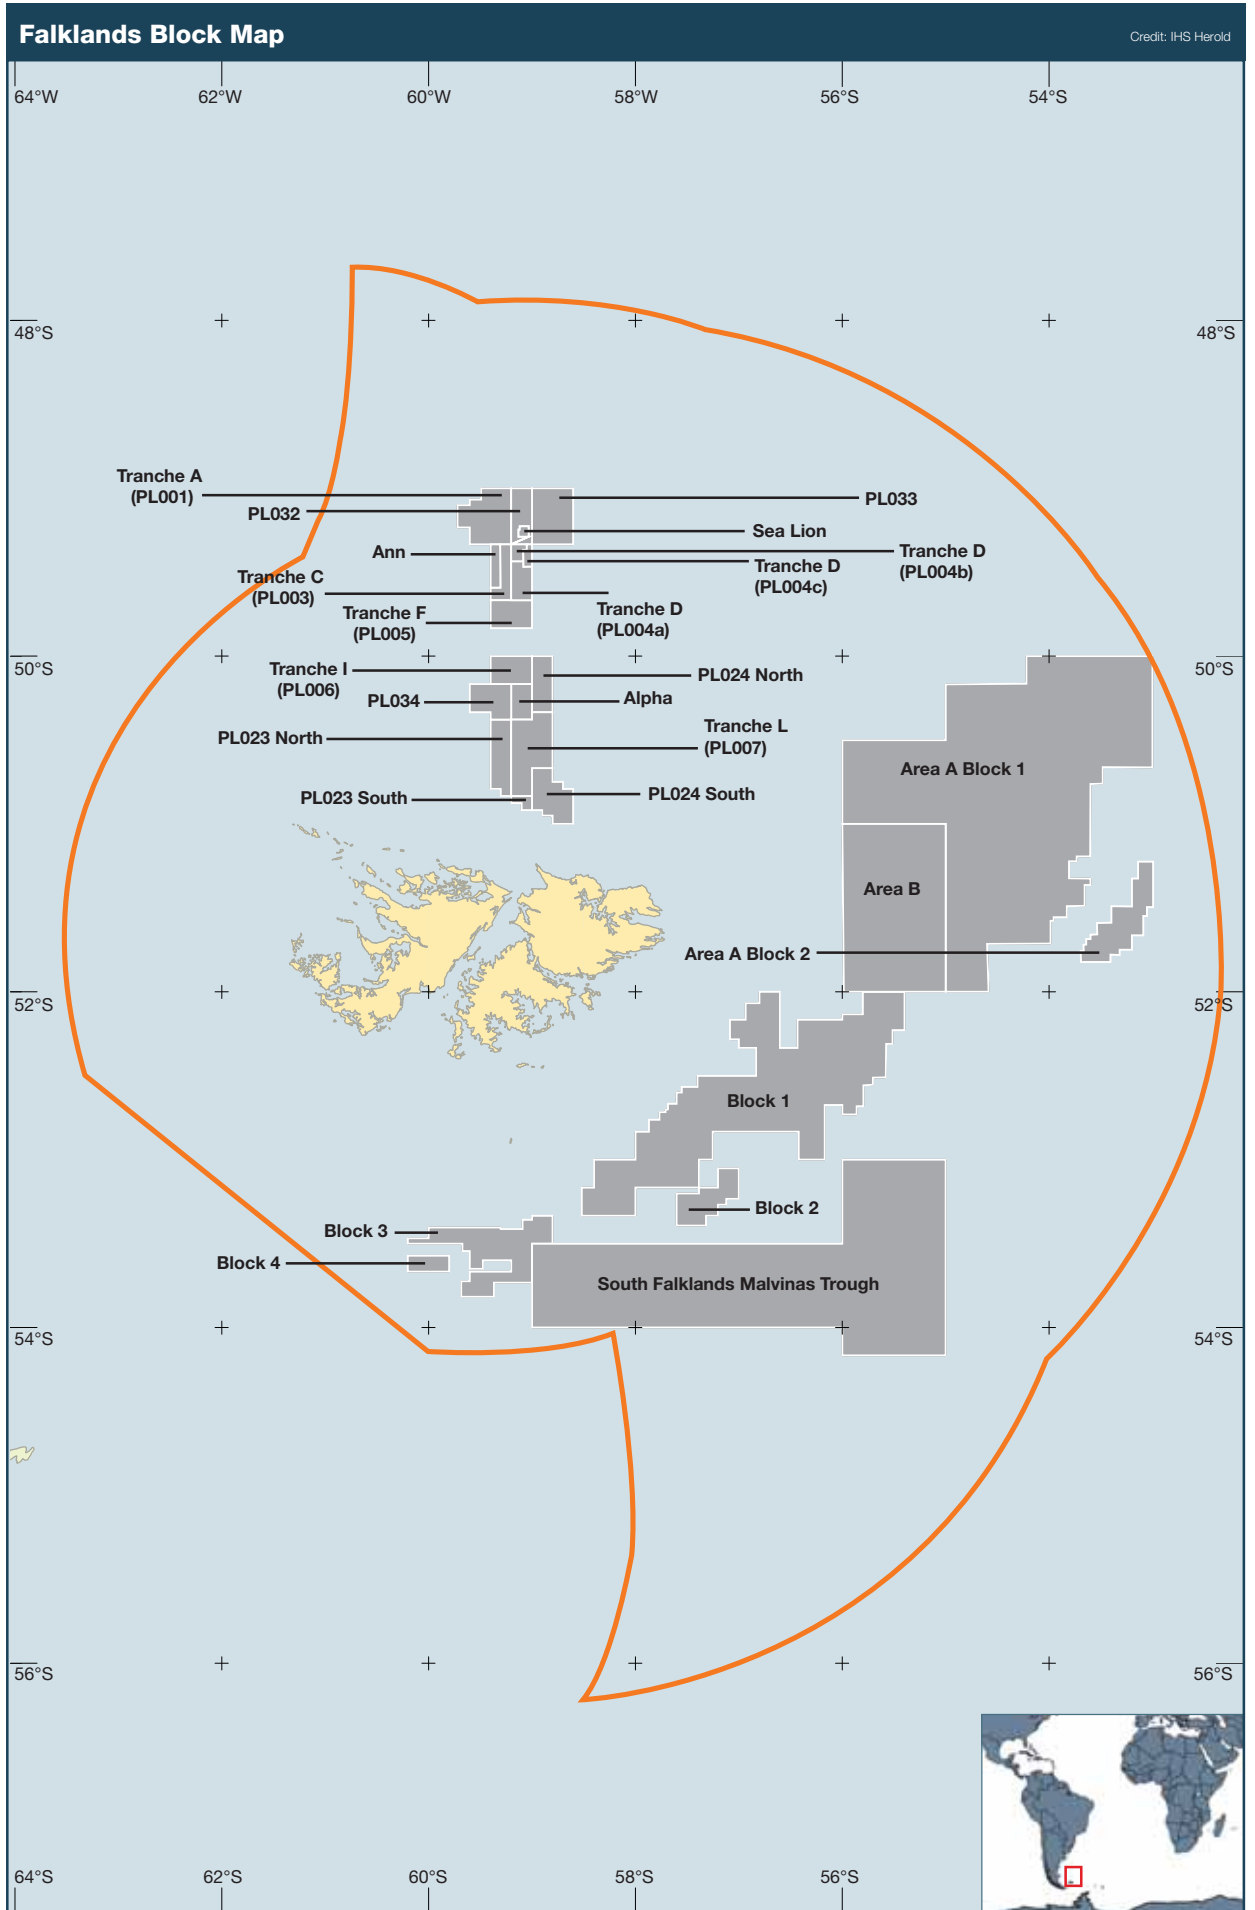 Falklands Block Map
Credit: IHS Herold
64°W 62°W 60°W 58°W 56°S 54°S
48°S 48°S
Tranche A
(PL001)
PL033
PL032
Sea Lion
Ann
Tranche D
(PL004b)
Tranche D
(PL004c)
Tranche C
(PL003)
Tranche F
(PL005)
Tranche D
(PL004a)
50°S 50°S
Tranche I
(PL006)
PL024 North
PL034
Alpha
Tranche L
(PL007)
PL023 North
Area A Block 1
PL023 South
PL024 South
Area B
Area A Block 2
52°S 52°S
Block 1
Block 2
Block 3
Block 4
South Falklands Malvinas Trough
54°S 54°S
56°S 56°S
64°S 62°S 60°S 58°S 56°S